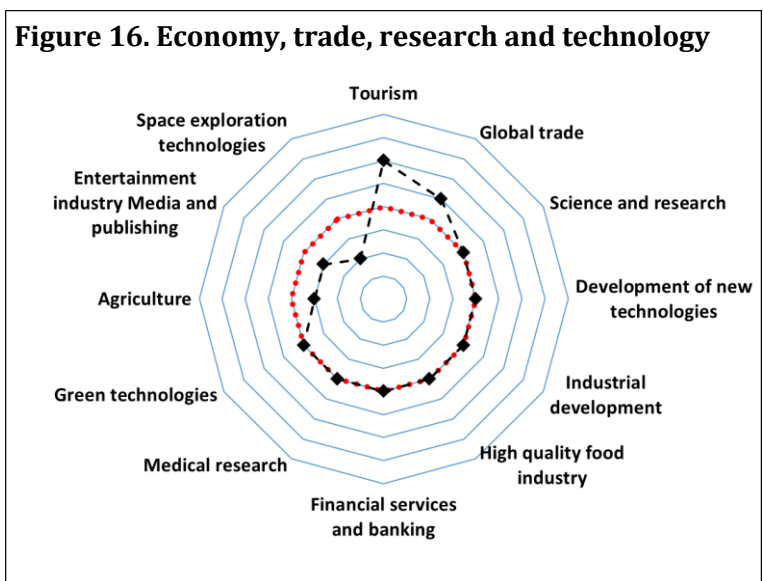 Figure 16. Economy, trade, research and technology
Tourism
Global trade
Science and research
Development of new
technologies
Industrial
development
High quality food
industry
Financial services
and banking
Medical research
Green technologies
Agriculture
Entertainment
industry Media and
publishing
Space exploration
technologies